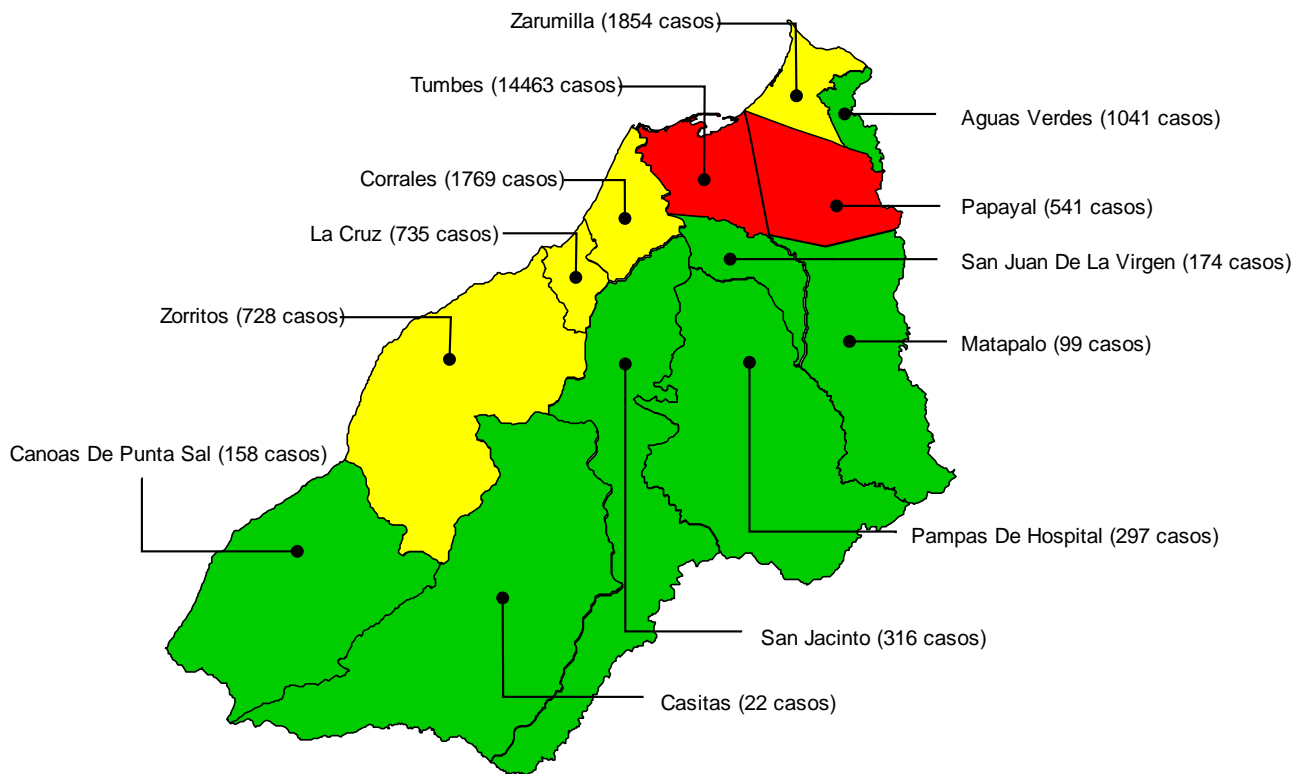 Zarumilla (1854 casos)
Tumbes (14463 casos)
Aguas Verdes (1041 casos)
Corrales (1769 casos)
Papayal (541 casos)
La Cruz (735 casos)
San Juan De La Virgen (174 casos)
Zorritos (728 casos)
Matapalo (99 casos)
Canoas De Punta Sal (158 casos)
Pampas De Hospital (297 casos)
San Jacinto (316 casos)
Casitas (22 casos)